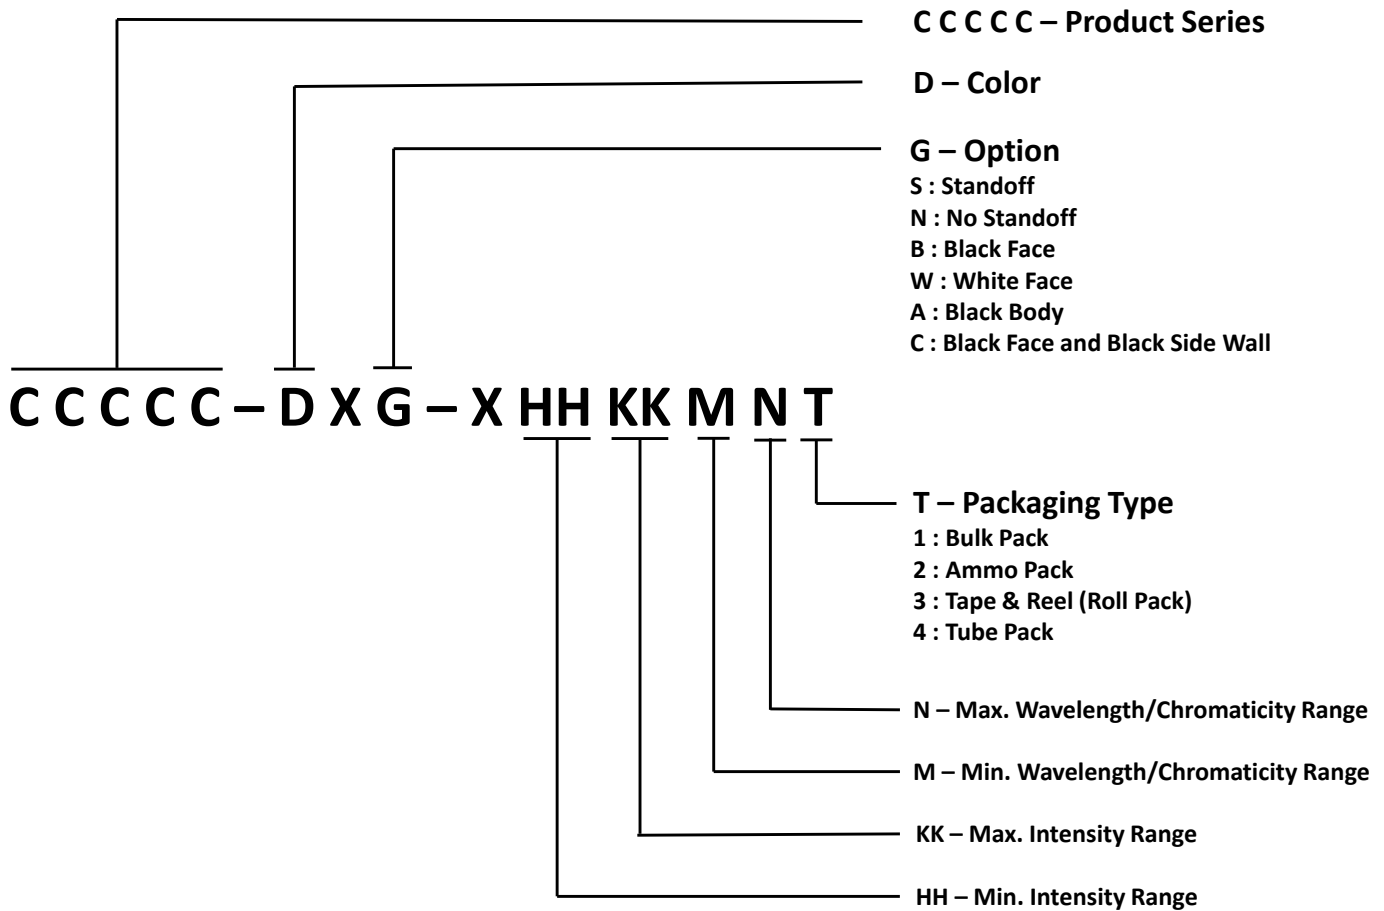 C C C C C – Product Series
D – Color
G – Option
S : Standoff
N : No Standoff
B : Black Face
W : White Face
A : Black Body
C : Black Face and Black Side Wall
C C C C C – D X G – X HH KK M N T
T – Packaging Type
1 : Bulk Pack
2 : Ammo Pack
3 : Tape & Reel (Roll Pack)
4 : Tube Pack
N – Max. Wavelength/Chromaticity Range
M – Min. Wavelength/Chromaticity Range
KK – Max. Intensity Range
HH – Min. Intensity Range